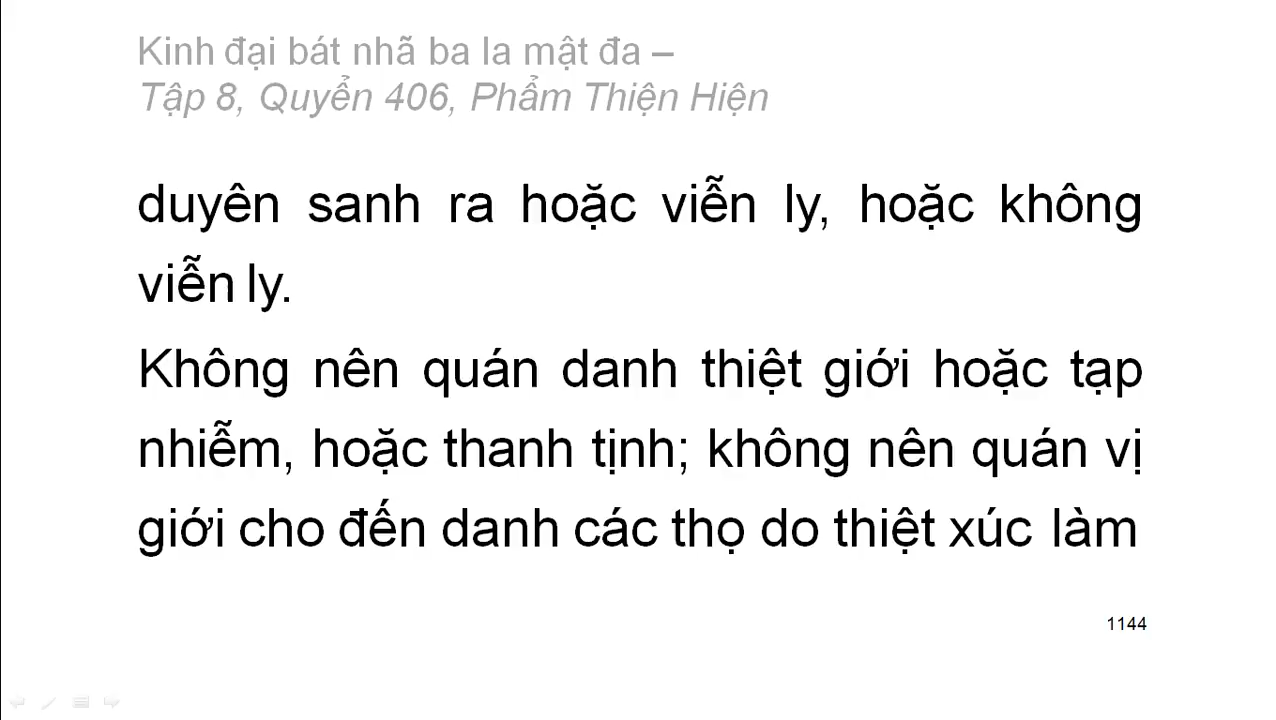 Kinh đại bát nhã ba la mật đa –
Tập 8, Quyển 406, Phẩm Thiện Hiện
duyên sanh ra hoặc viễn ly, hoặc không
viễn ly.
Không nên quán danh thiệt giới hoặc tạp
nhiễm, hoặc thanh tịnh; không nên quán vị
giới cho đến danh các thọ do thiệt xúc làm
1144